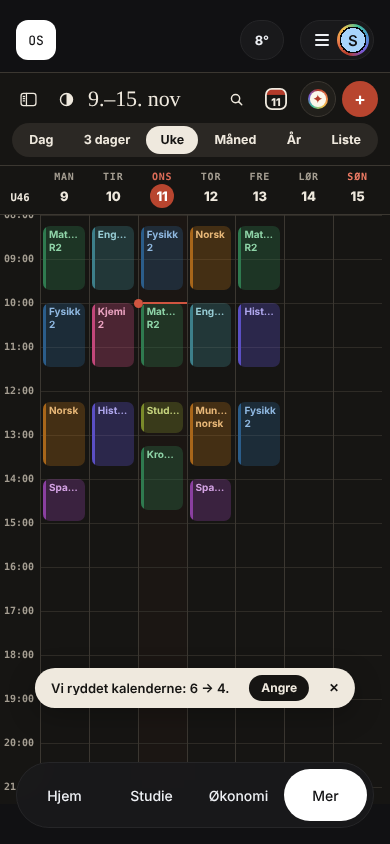 OS
8°
S
9.–15. nov
11
+
Dag 3 dager Uke Måned År Liste
MAN TIR ONS TOR FRE LØR SØN
U46 9 10 11 12 13 14 15
08:00
Mat… R2
Eng…
Fysikk 2
Norsk
Mat… R2
09:00
10:00
Fysikk 2
Kjemi 2
Mat… R2
Eng…
Hist…
11:00
12:00
Norsk
Hist…
Stud…
Mun… norsk
Fysikk 2
13:00
Kro…
14:00
Spa…
Spa…
15:00
16:00
17:00
18:00
Vi ryddet kalenderne: 6 → 4. Angre ×
19:00
20:00
Hjem Studie Økonomi Mer